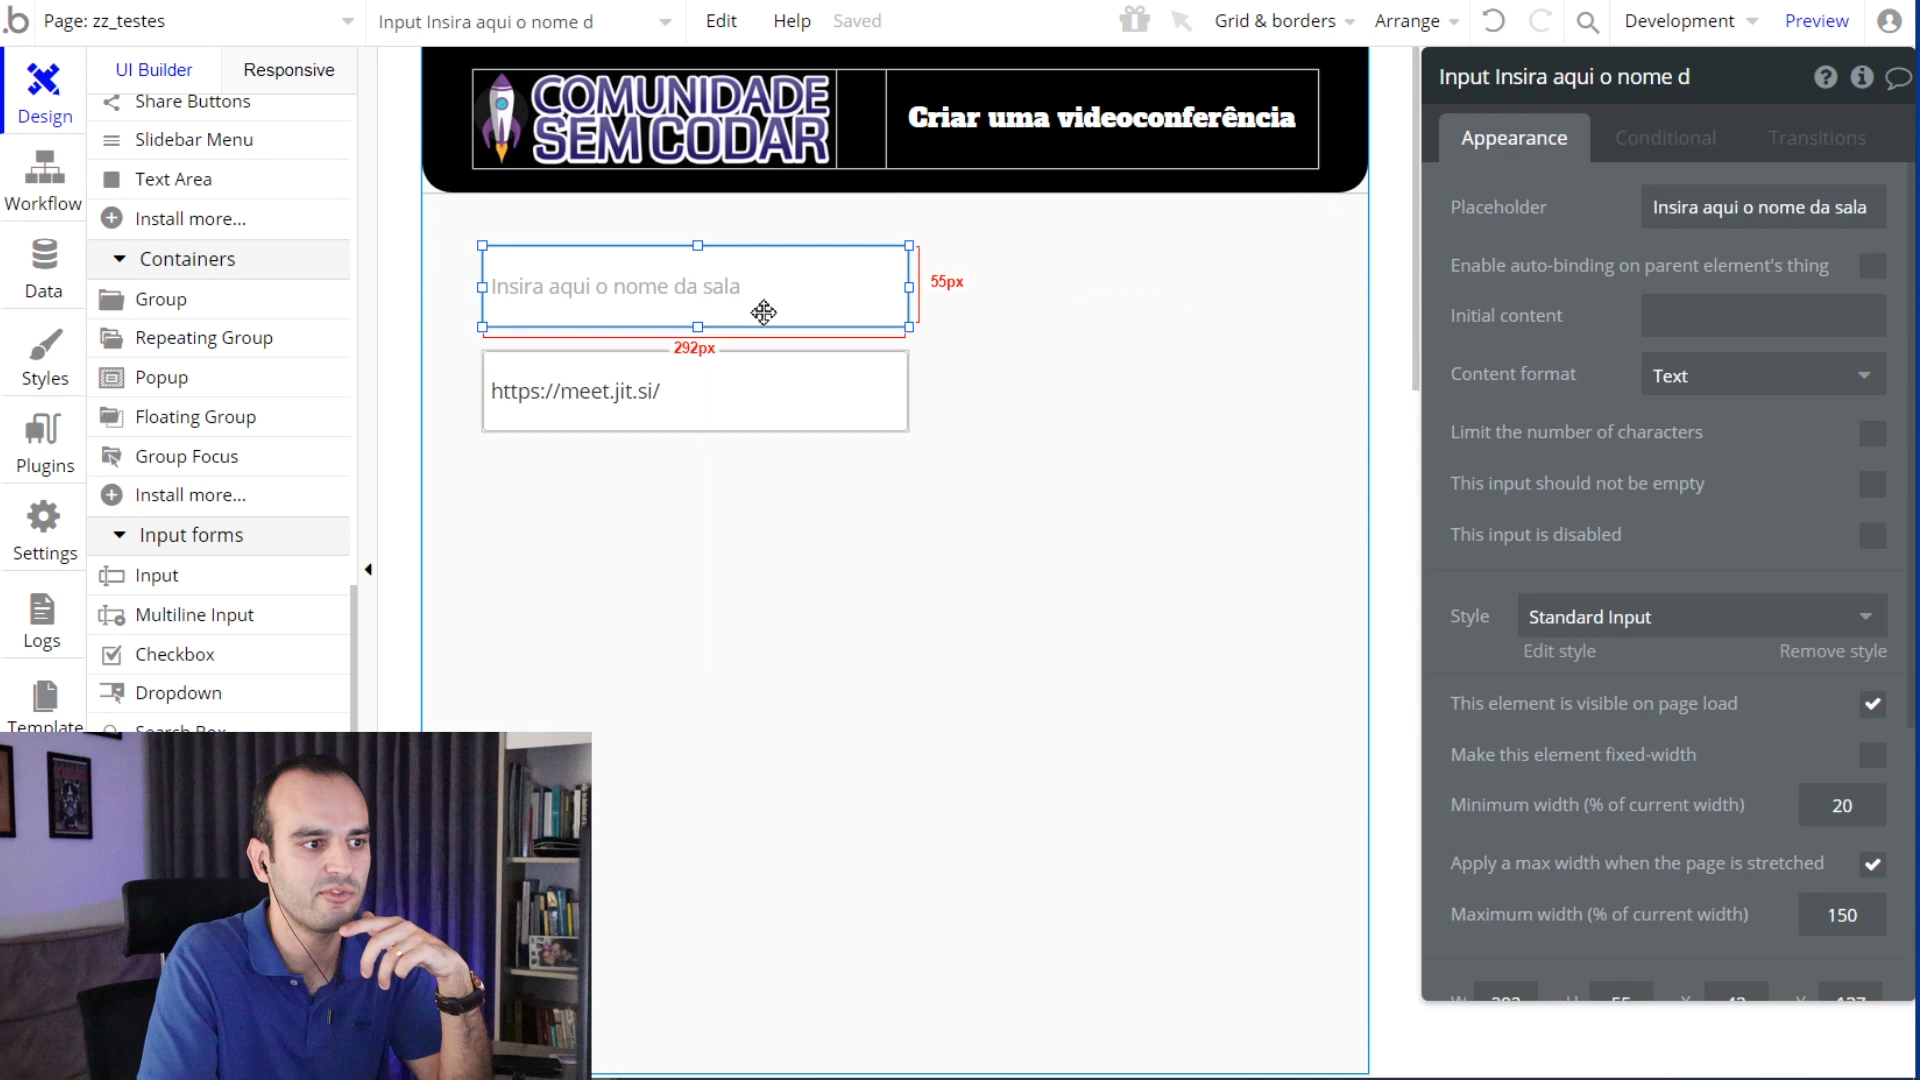 .b Page: zz_testes
Input Insira aqui o nome d
Edit
Help
Saved
Grid & borders
Arrange
Development
Preview
Design
Workflow
Data
Styles
Plugins
Settings
Logs
Template
UI Builder
Responsive
Share Buttons
Slidebar Menu
Text Area
Install more...
Containers
Group
Repeating Group
Popup
Floating Group
Group Focus
Install more...
Input forms
Input
Multiline Input
Checkbox
Dropdown
Search Box
COMUNIDADE
SEM CODAR
Criar uma videoconferência
Insira aqui o nome da sala
55px
292px
https://meet.jit.si/
Input Insira aqui o nome d
Appearance
Conditional
Transitions
Placeholder
Insira aqui o nome da sala
Enable auto-binding on parent element's thing
Initial content
Content format
Text
Limit the number of characters
This input should not be empty
This input is disabled
Style
Standard Input
Edit style
Remove style
This element is visible on page load
Make this element fixed-width
Minimum width (% of current width)
20
Apply a max width when the page is stretched
Maximum width (% of current width)
150